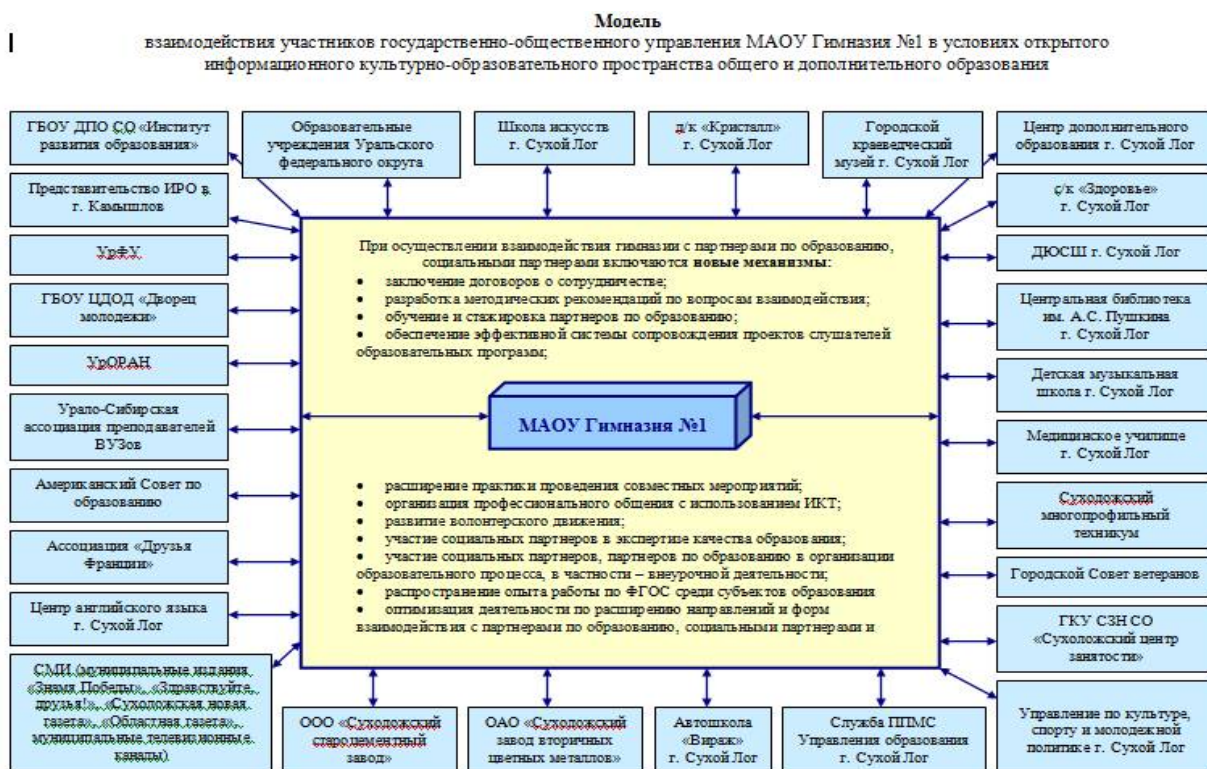 Модель
взаимодействия участников государственно-общественного управления МАОУ Гимназия №1 в условиях открытого
информационного культурно-образовательного пространства общего и дополнительного образования
ГБОУ ДПО СО «Институт
развития образования»
Образовательные
учреждения Уральского
федерального округа
Школа искусств
г. Сухой Лог
д/к «Кристалл»
г. Сухой Лог
Городской
краеведческий
музей г. Сухой Лог
Центр дополнительного
образования г. Сухой Лог
Представительство ИРО в
г. Камышлов
УрФУ
ГБОУ ЦДОД «Дворец
молодежи»
УрОРАН
Урало-Сибирская
ассоциация преподавателей
ВУЗов
Американский Совет по
образованию
Ассоциация «Друзья
Франции»
Центр английского языка
г. Сухой Лог
СМИ (муниципальные издания
«Знамя Победы», «Здравствуйте,
друзья!», «Сухоложская новая
газета», «Областная газета»,
муниципальные телевизионные
каналы)
При осуществлении взаимодействия гимназии с партнерами по образованию,
социальными партнерами включаются новые механизмы:
• заключение договоров о сотрудничестве;
• разработка методических рекомендаций по вопросам взаимодействия;
• обучение и стажировка партнеров по образованию;
• обеспечение эффективной системы сопровождения проектов слушателей
образовательных программ;
МАОУ Гимназия №1
• расширение практики проведения совместных мероприятий;
• организация профессионального общения с использованием ИКТ;
• развитие волонтерского движения;
• участие социальных партнеров в экспертизе качества образования;
• участие социальных партнеров, партнеров по образованию в организации
образовательного процесса, в частности – внеурочной деятельности;
• распространение опыта работы по ФГОС среди субъектов образования
• оптимизация деятельности по расширению направлений и форм
взаимодействия с партнерами по образованию, социальными партнерами и
с/к «Здоровье»
г. Сухой Лог
ДЮСШ г. Сухой Лог
Центральная библиотека
им. А.С. Пушкина
г. Сухой Лог
Детская музыкальная
школа г. Сухой Лог
Медицинское училище
г. Сухой Лог
Сухоложский
многопрофильный
техникум
Городской Совет ветеранов
ГКУ СЗН СО
«Сухоложский центр
занятости»
Управление по культуре,
спорту и молодежной
политике г. Сухой Лог
ООО «Сухоложский
староцементный
завод»
ОАО «Сухоложский
завод вторичных
цветных металлов»
Автошкола
«Вираж»
г. Сухой Лог
Служба ППМС
Управления образования
г. Сухой Лог